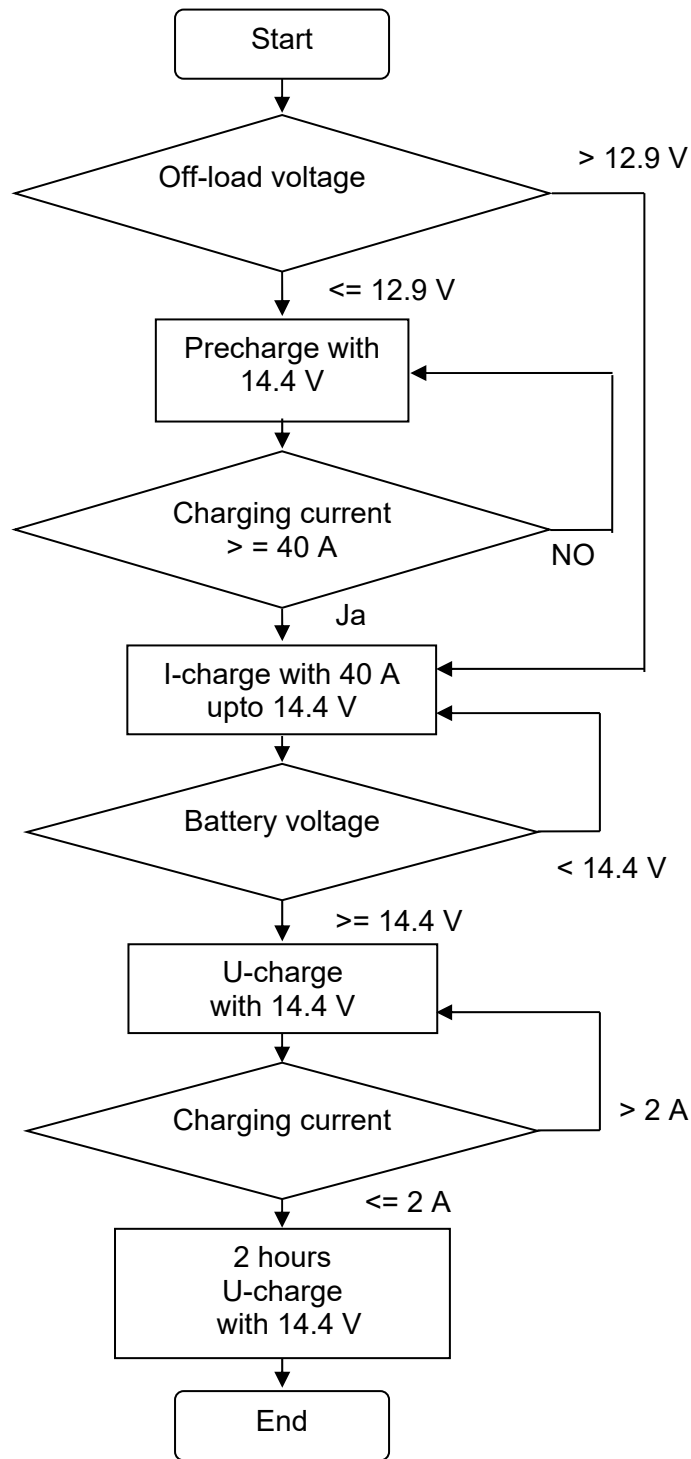 Start
Off-load voltage
> 12.9 V
<= 12.9 V
Precharge with
14.4 V
Charging current
> = 40 A
NO
Ja
I-charge with 40 A
upto 14.4 V
Battery voltage
< 14.4 V
>= 14.4 V
U-charge
with 14.4 V
Charging current
> 2 A
<= 2 A
2 hours
U-charge
with 14.4 V
End